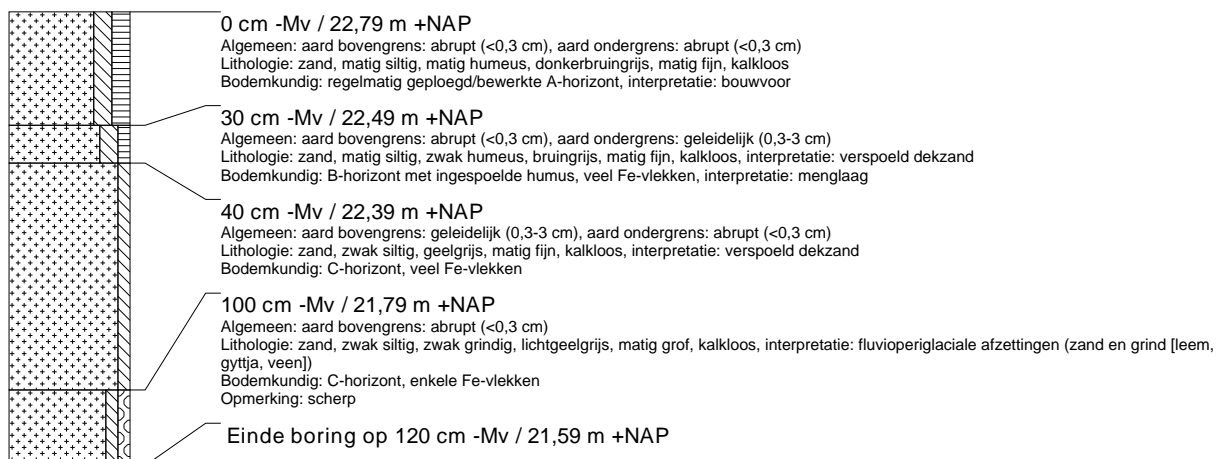 0 cm -Mv / 22,79 m +NAP
Algemeen: aard bovengrens: abrupt (<0,3 cm), aard ondergrens: abrupt (<0,3 cm)
Lithologie: zand, matig siltig, matig humeus, donkerbruingrijs, matig fijn, kalkloos
Bodemkundig: regelmatig geploegd/bewerkte A-horizont, interpretatie: bouwvoor
30 cm -Mv / 22,49 m +NAP
Algemeen: aard bovengrens: abrupt (<0,3 cm), aard ondergrens: geleidelijk (0,3-3 cm)
Lithologie: zand, matig siltig, zwak humeus, bruingrijs, matig fijn, kalkloos, interpretatie: verspoeld dekzand
Bodemkundig: B-horizont met ingespoelde humus, veel Fe-vlekken, interpretatie: menglaag
40 cm -Mv / 22,39 m +NAP
Algemeen: aard bovengrens: geleidelijk (0,3-3 cm), aard ondergrens: abrupt (<0,3 cm)
Lithologie: zand, zwak siltig, geelgrijs, matig fijn, kalkloos, interpretatie: verspoeld dekzand
Bodemkundig: C-horizont, veel Fe-vlekken
100 cm -Mv / 21,79 m +NAP
Algemeen: aard bovengrens: abrupt (<0,3 cm)
Lithologie: zand, zwak siltig, zwak grindig, lichtgeelgrijs, matig grof, kalkloos, interpretatie: fluvioperiglaciale afzettingen (zand en grind [leem,
gyttja, veen])
Bodemkundig: C-horizont, enkele Fe-vlekken
Opmerking: scherp
Einde boring op 120 cm -Mv / 21,59 m +NAP